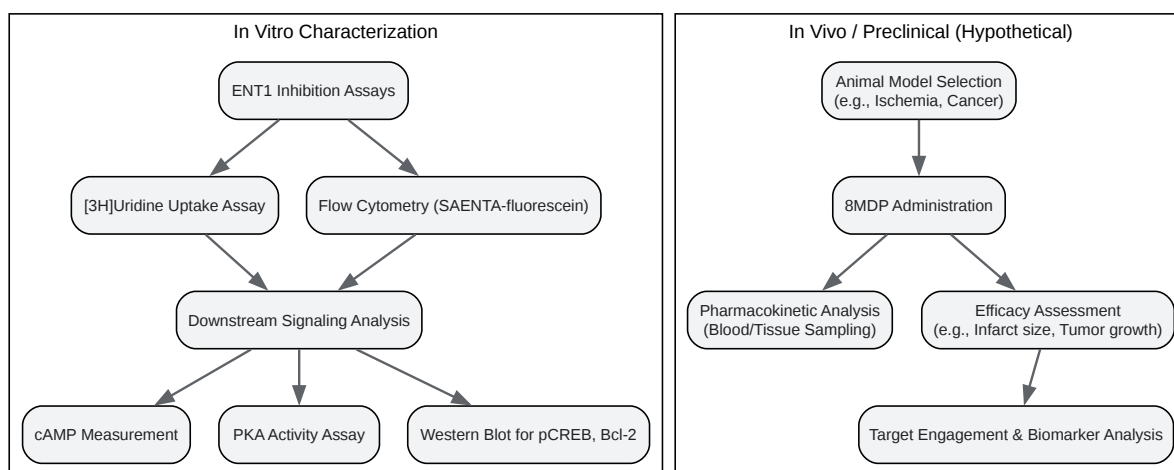 In Vitro Characterization
ENT1 Inhibition Assays
[3H]Uridine Uptake Assay
Flow Cytometry (SAENTA-fluorescein)
Downstream Signaling Analysis
cAMP Measurement
PKA Activity Assay
Western Blot for pCREB, Bcl-2
In Vivo / Preclinical (Hypothetical)
Animal Model Selection
(e.g., Ischemia, Cancer)
8MDP Administration
Pharmacokinetic Analysis
(Blood/Tissue Sampling)
Efficacy Assessment
(e.g., Infarct size, Tumor growth)
Target Engagement & Biomarker Analysis